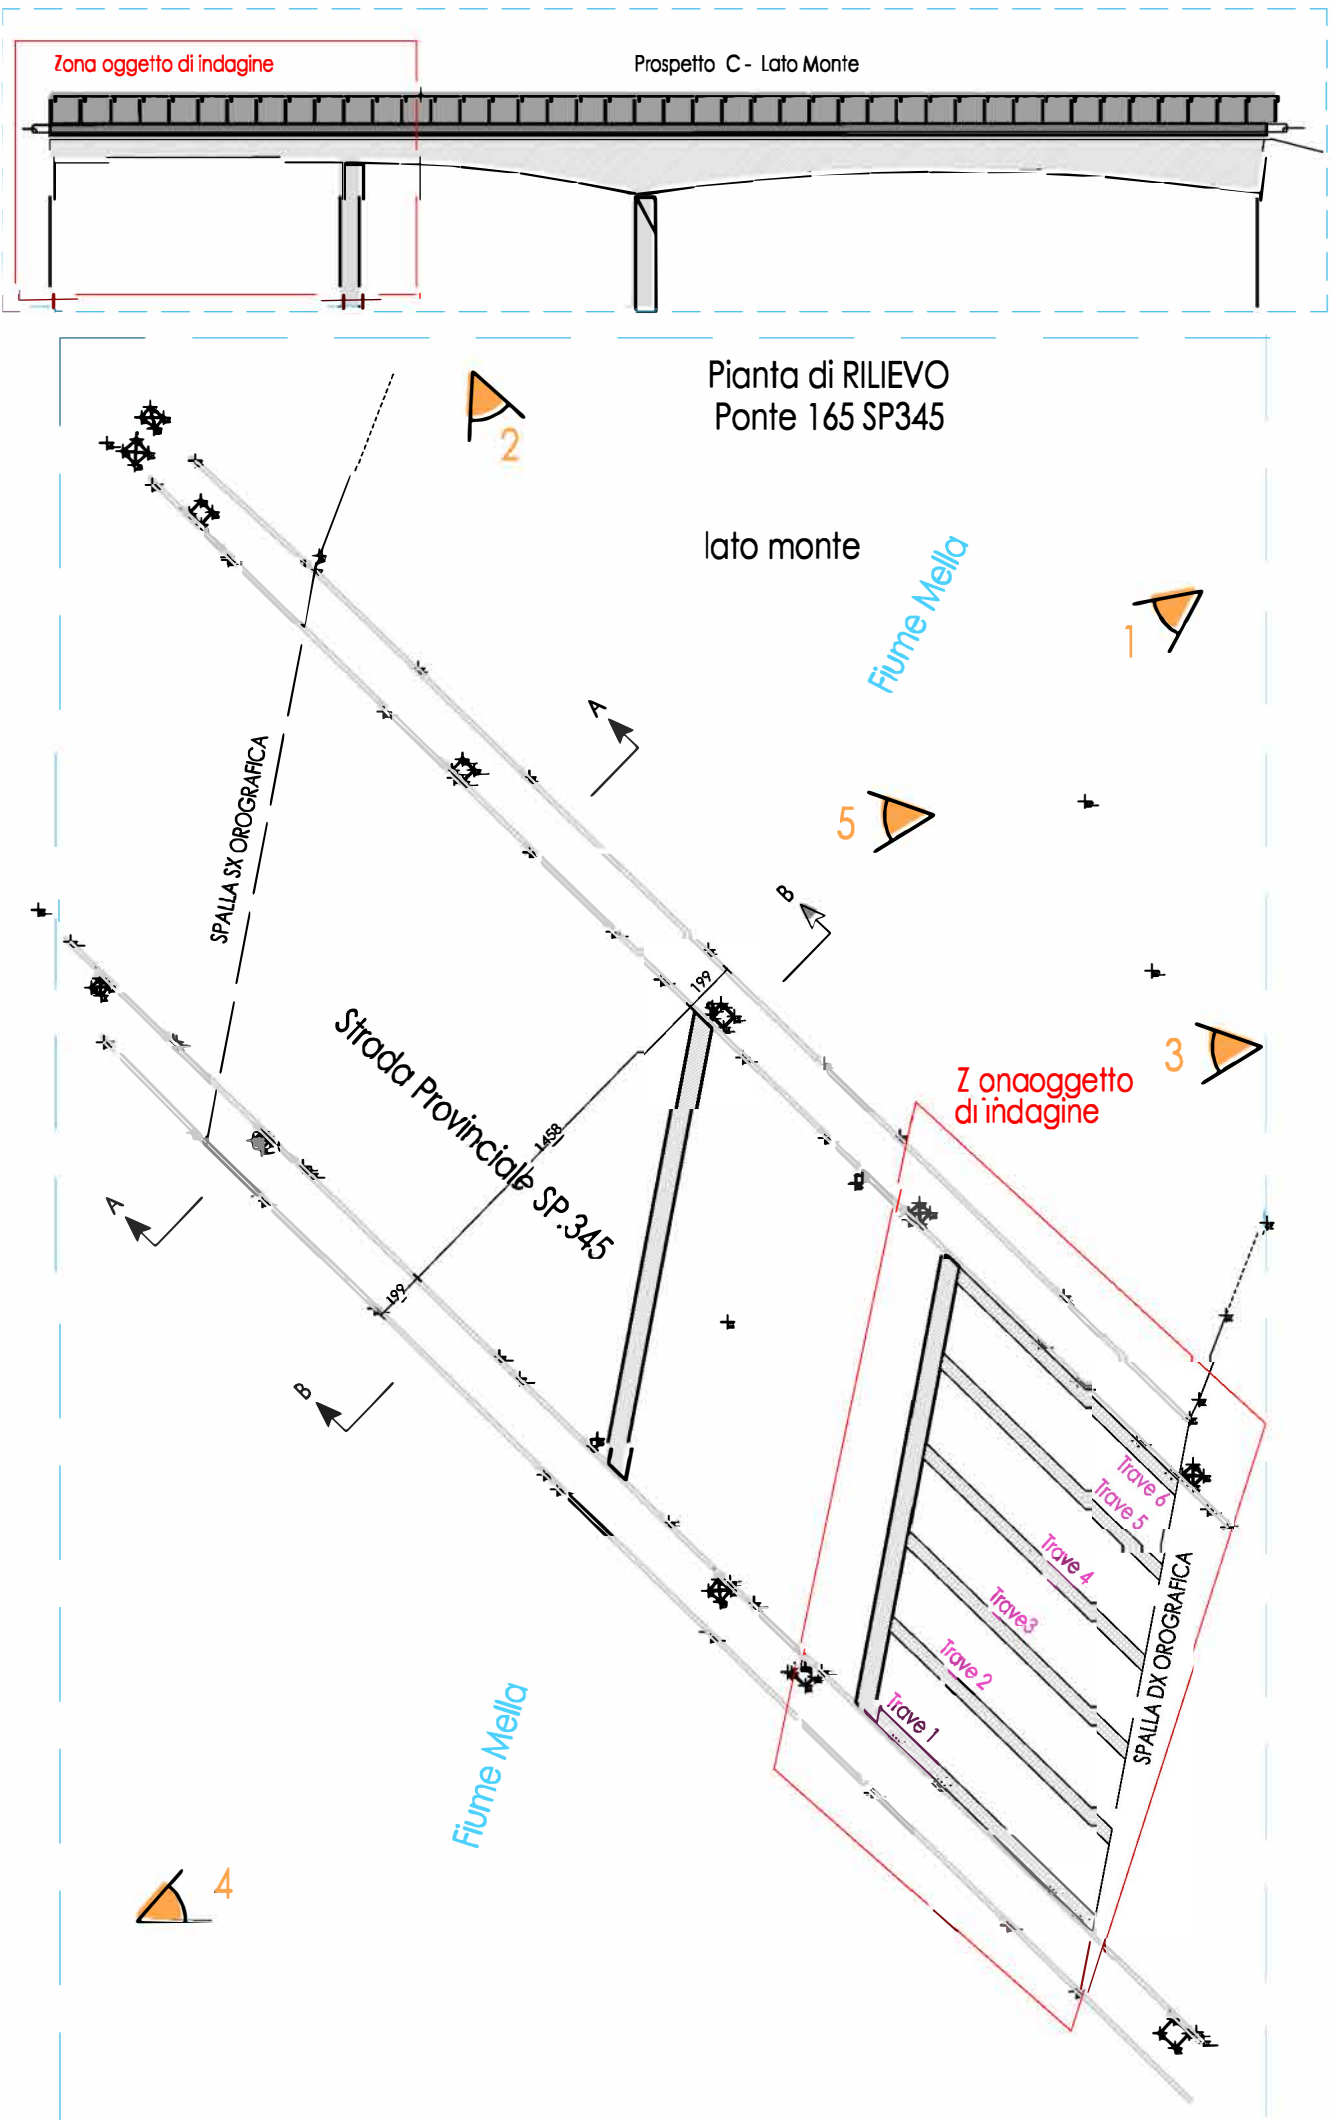 Zona oggetto di indagine
Prospetto C - Lato Monte
Pianta di RILIEVO
Ponte 165 SP345
2
lato monte
Fiume Mella
1
A
SPALLA SX OROGRAFICA
5
B
199
Strada Provinciale SP.345
3
Z onaoggetto
di indagine
1458
A
199
B
Trave 6
Trave 5
Trave 4
Trave3
Trave 2
Trave 1
SPALLA DX OROGRAFICA
Fiume Mella
4